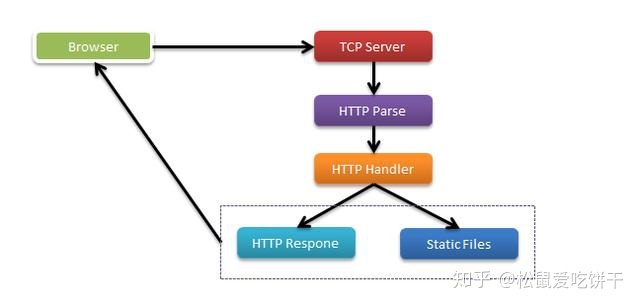 Browser
TCP Server
HTTP Parse
HTTP Handler
HTTP Respone
Static Files
知乎 @松鼠爱吃饼干